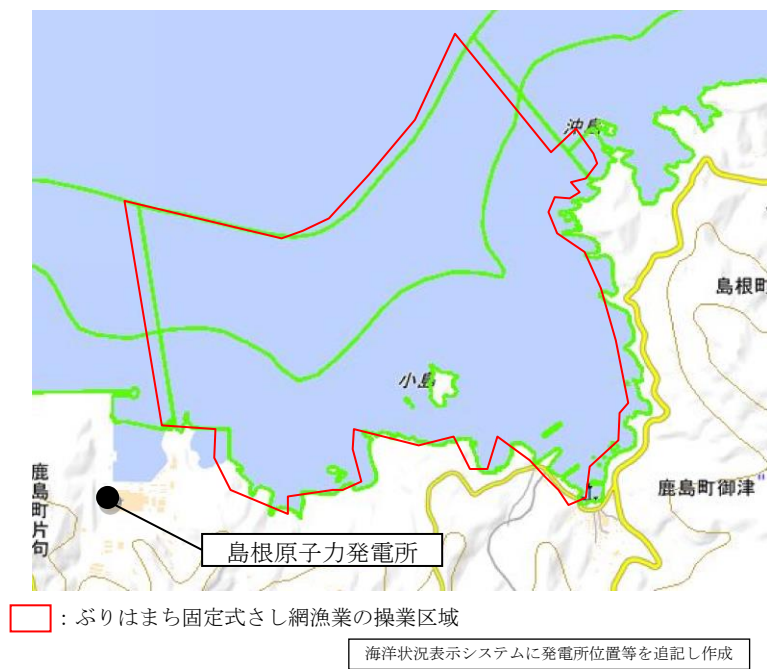 沖島
島根町
小島
鹿島町片句
鹿島町御津
島根原子力発電所
：ぶりはまち固定式さし網漁業の操業区域
海洋状況表示システムに発電所位置等を追記し作成